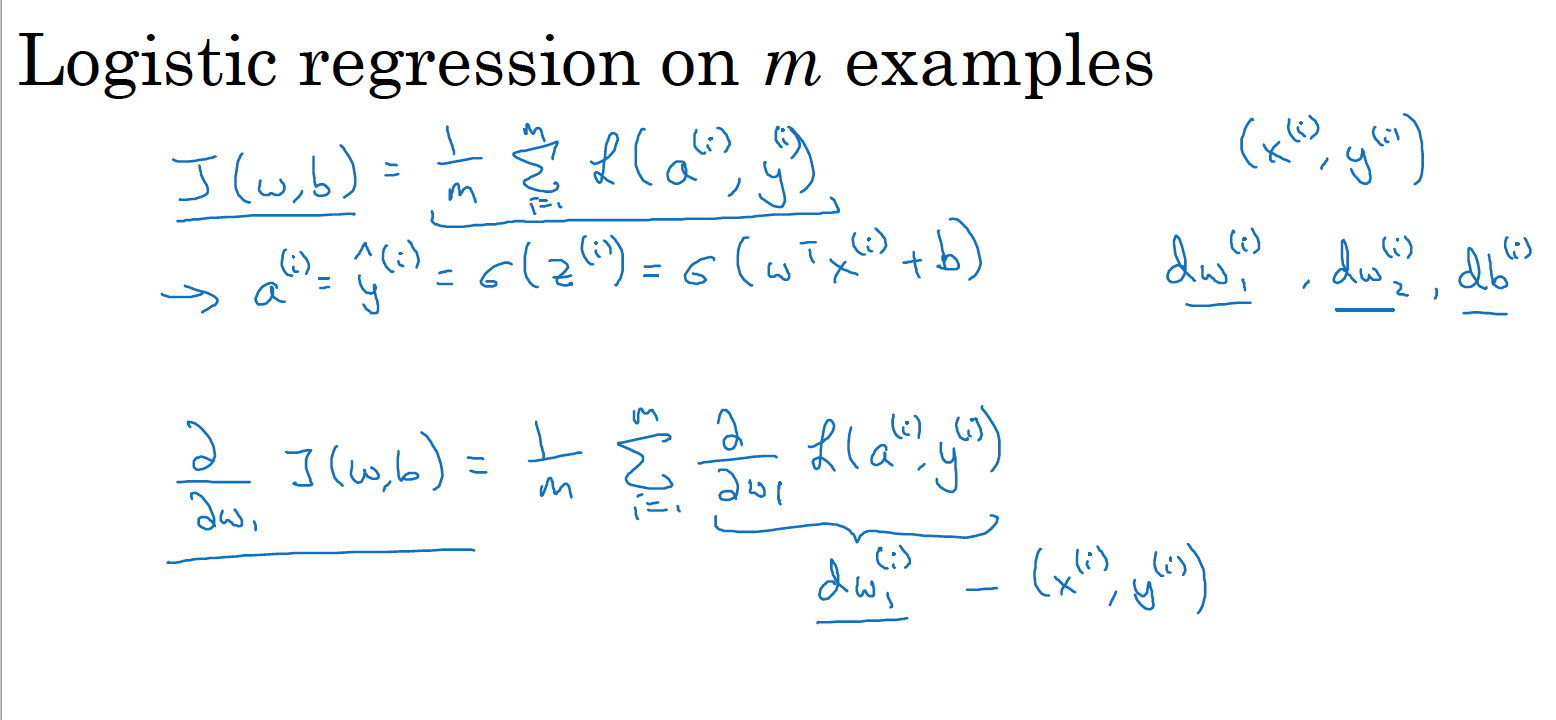 Logistic regression on m examples
J(w,b) = 1/m Σ_{i=1}^{m} ℒ(a^{(i)}, y^{(i)})
(x^{(i)}, y^{(i)})
→ a^{(i)} = ŷ^{(i)} = σ(z^{(i)}) = σ(w^T x^{(i)} + b)
dw_1^{(i)}, dw_2^{(i)}, db^{(i)}
∂/∂w_1 J(w,b) = 1/m Σ_{i=1}^{m} ∂/∂w_1 ℒ(a^{(i)}, y^{(i)})
dw_1^{(i)} – (x^{(i)}, y^{(i)})